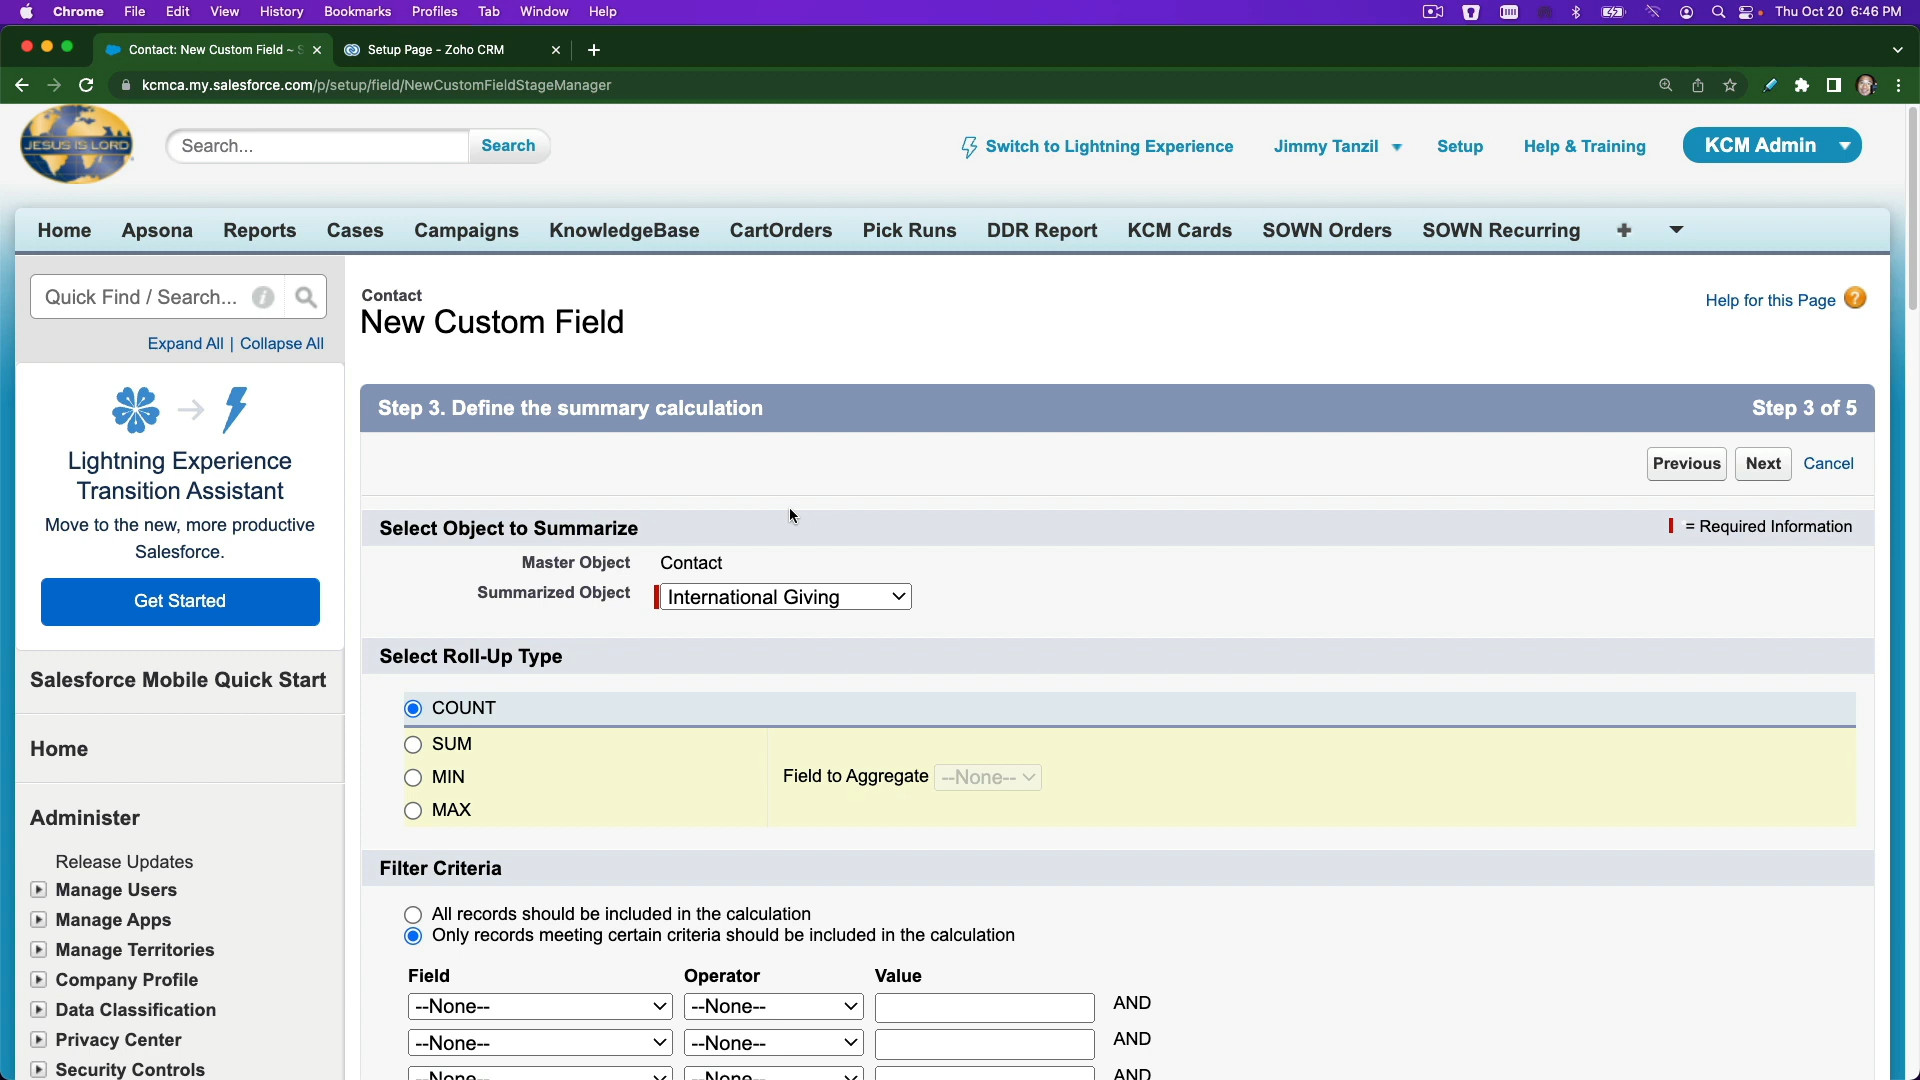 Chrome File Edit View History Bookmarks Profiles Tab Window Help Thu Oct 20 6:46 PM
Contact: New Custom Field ~ S Setup Page - Zoho CRM
kcmca.my.salesforce.com/p/setup/field/NewCustomFieldStageManager
JESUS IS LORD
Search... Search Switch to Lightning Experience Jimmy Tanzil Setup Help & Training KCM Admin
Home Apsona Reports Cases Campaigns KnowledgeBase CartOrders Pick Runs DDR Report KCM Cards SOWN Orders SOWN Recurring
Quick Find / Search...
Expand All | Collapse All
Lightning Experience
Transition Assistant
Move to the new, more productive
Salesforce.
Get Started
Salesforce Mobile Quick Start
Home
Administer
Release Updates
Manage Users
Manage Apps
Manage Territories
Company Profile
Data Classification
Privacy Center
Security Controls
Contact
New Custom Field
Help for this Page ?
Step 3. Define the summary calculation Step 3 of 5
Previous Next Cancel
Select Object to Summarize = Required Information
Master Object Contact
Summarized Object International Giving
Select Roll-Up Type
COUNT
SUM
MIN
MAX
Field to Aggregate --None--
Filter Criteria
All records should be included in the calculation
Only records meeting certain criteria should be included in the calculation
Field Operator Value
--None-- --None-- AND
--None-- --None-- AND
--None-- --None-- AND